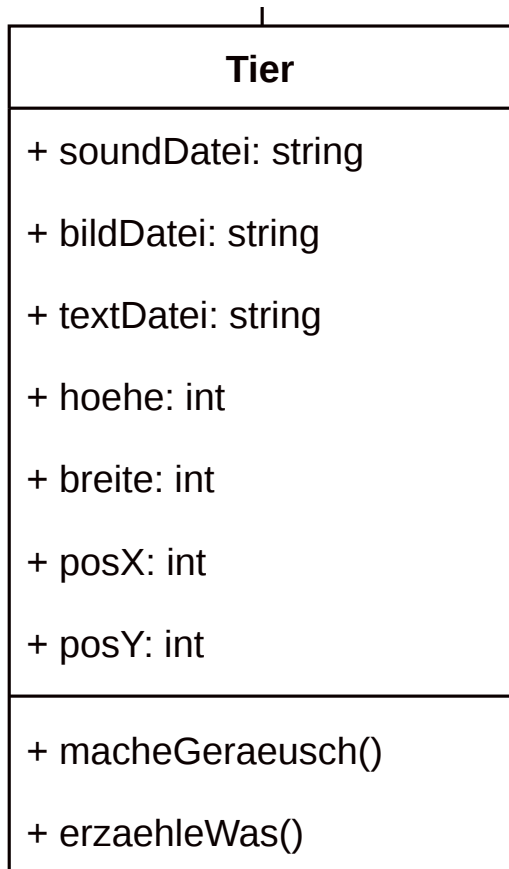 Tier
+ soundDatei: string
+ bildDatei: string
+ textDatei: string
+ hoehe: int
+ breite: int
+ posX: int
+ posY: int
+ macheGeraeusch()
+ erzaehleWas()